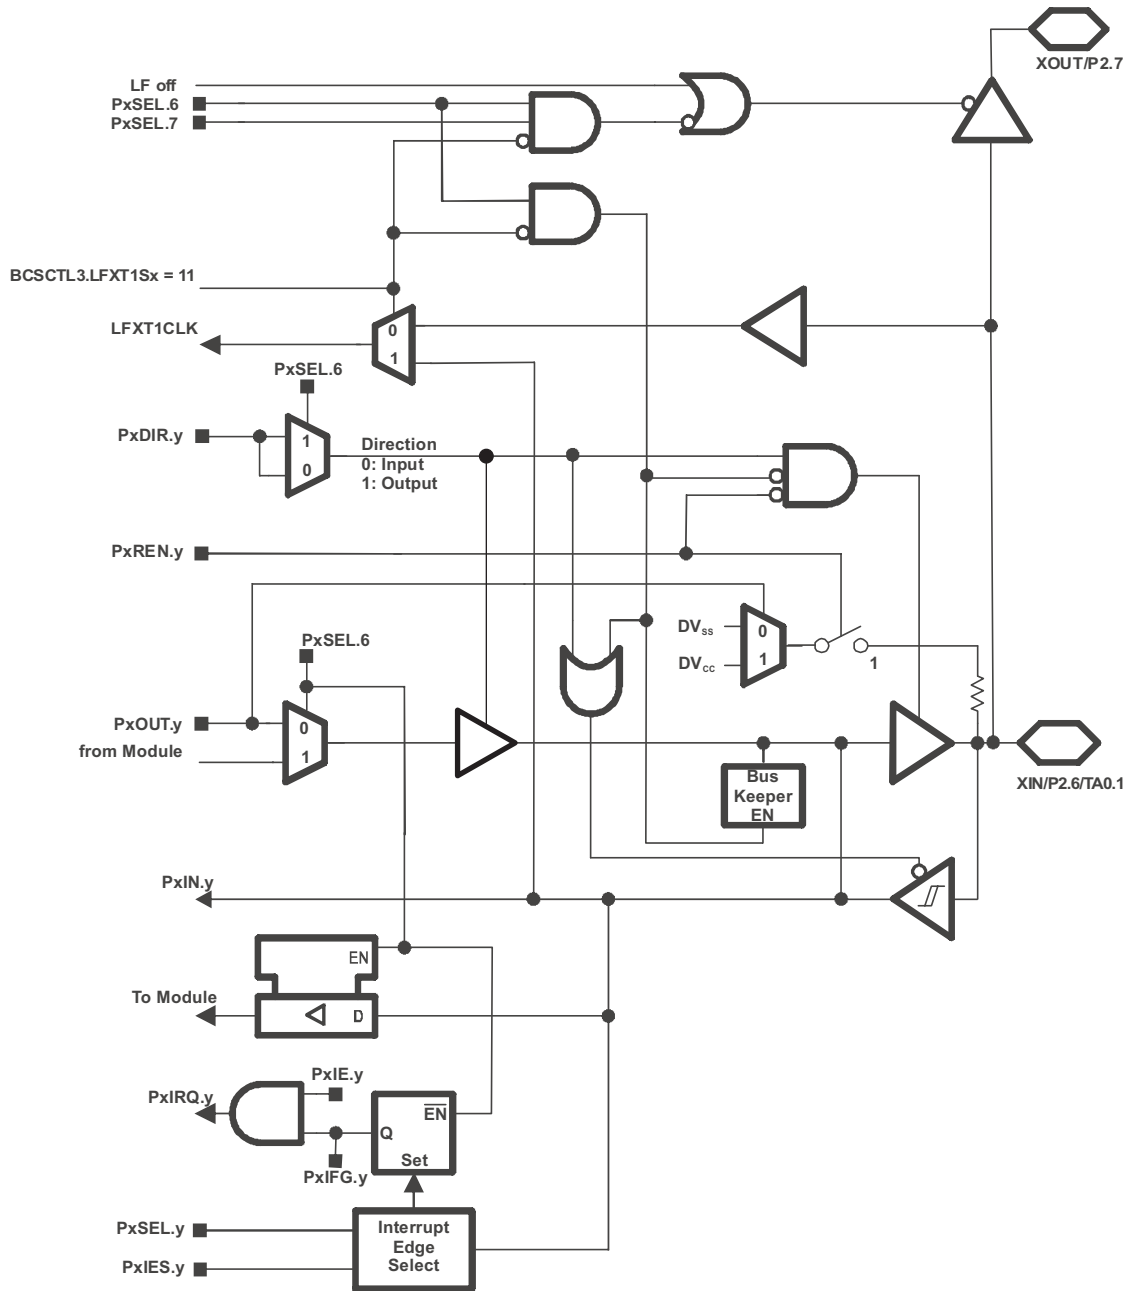 XOUT/P2.7
LF off
PxSEL.6
PxSEL.7
BCSCTL3.LFXT1Sx = 11
LFXT1CLK
0
1
PxSEL.6
PxDIR.y
1
0
Direction
0: Input
1: Output
PxREN.y
DVss
DVcc
0
1
1
PxSEL.6
PxOUT.y
from Module
0
1
Bus
Keeper
EN
XIN/P2.6/TA0.1
PxIN.y
EN
To Module
D
PxIE.y
PxIRQ.y
EN
Q
Set
PxIFG.y
PxSEL.y
PxIES.y
Interrupt
Edge
Select